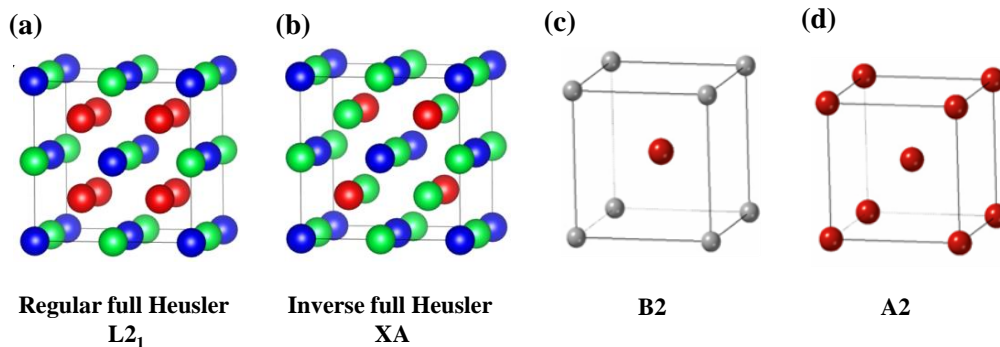 (a)
(b)
(c)
(d)
Regular full Heusler
L2₁
Inverse full Heusler
XA
B2
A2